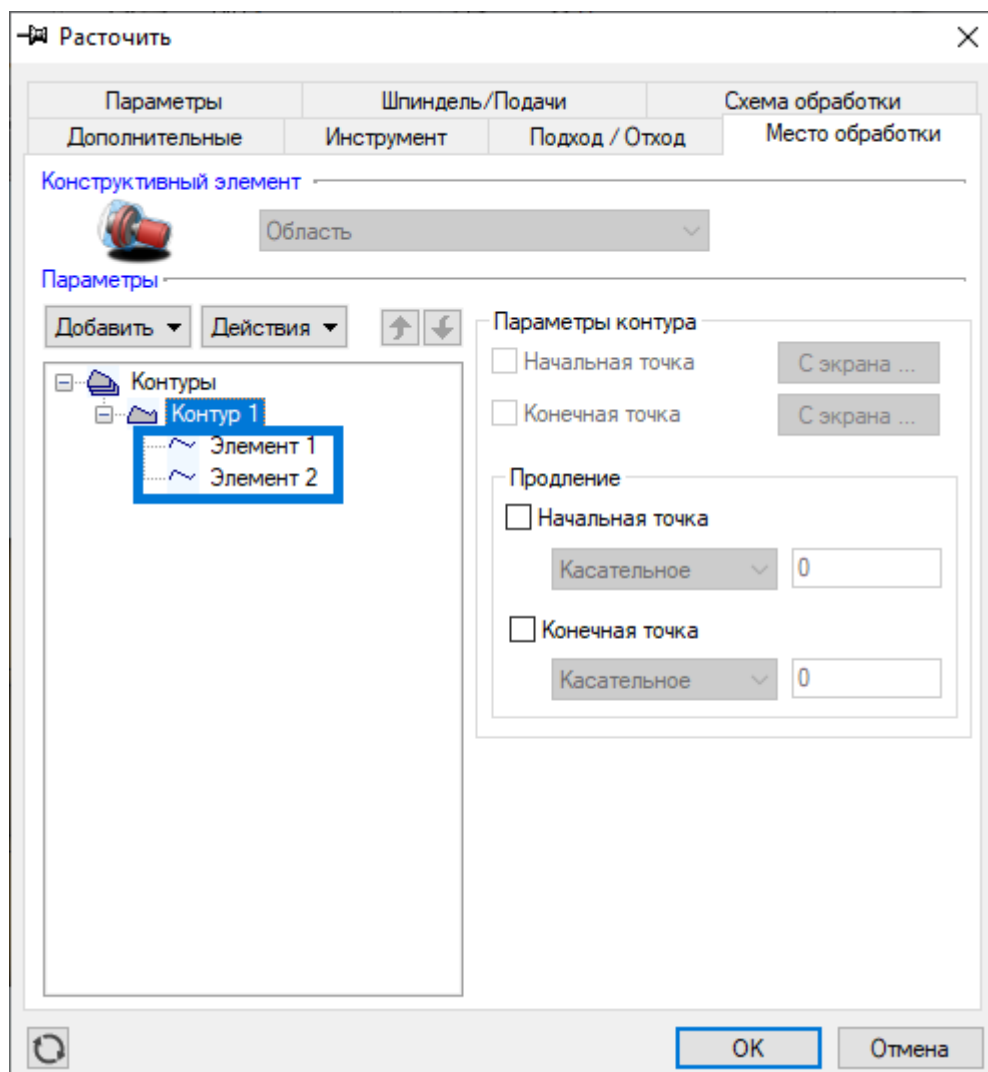 Расточить
Параметры Шпиндель/Подачи Схема обработки
Дополнительные Инструмент Подход / Отход Место обработки
Конструктивный элемент
Область
Параметры
Добавить Действия
Контуры
Контур 1
Элемент 1
Элемент 2
Параметры контура
Начальная точка С экрана ...
Конечная точка С экрана ...
Продление
Начальная точка
Касательное 0
Конечная точка
Касательное 0
OK Отмена